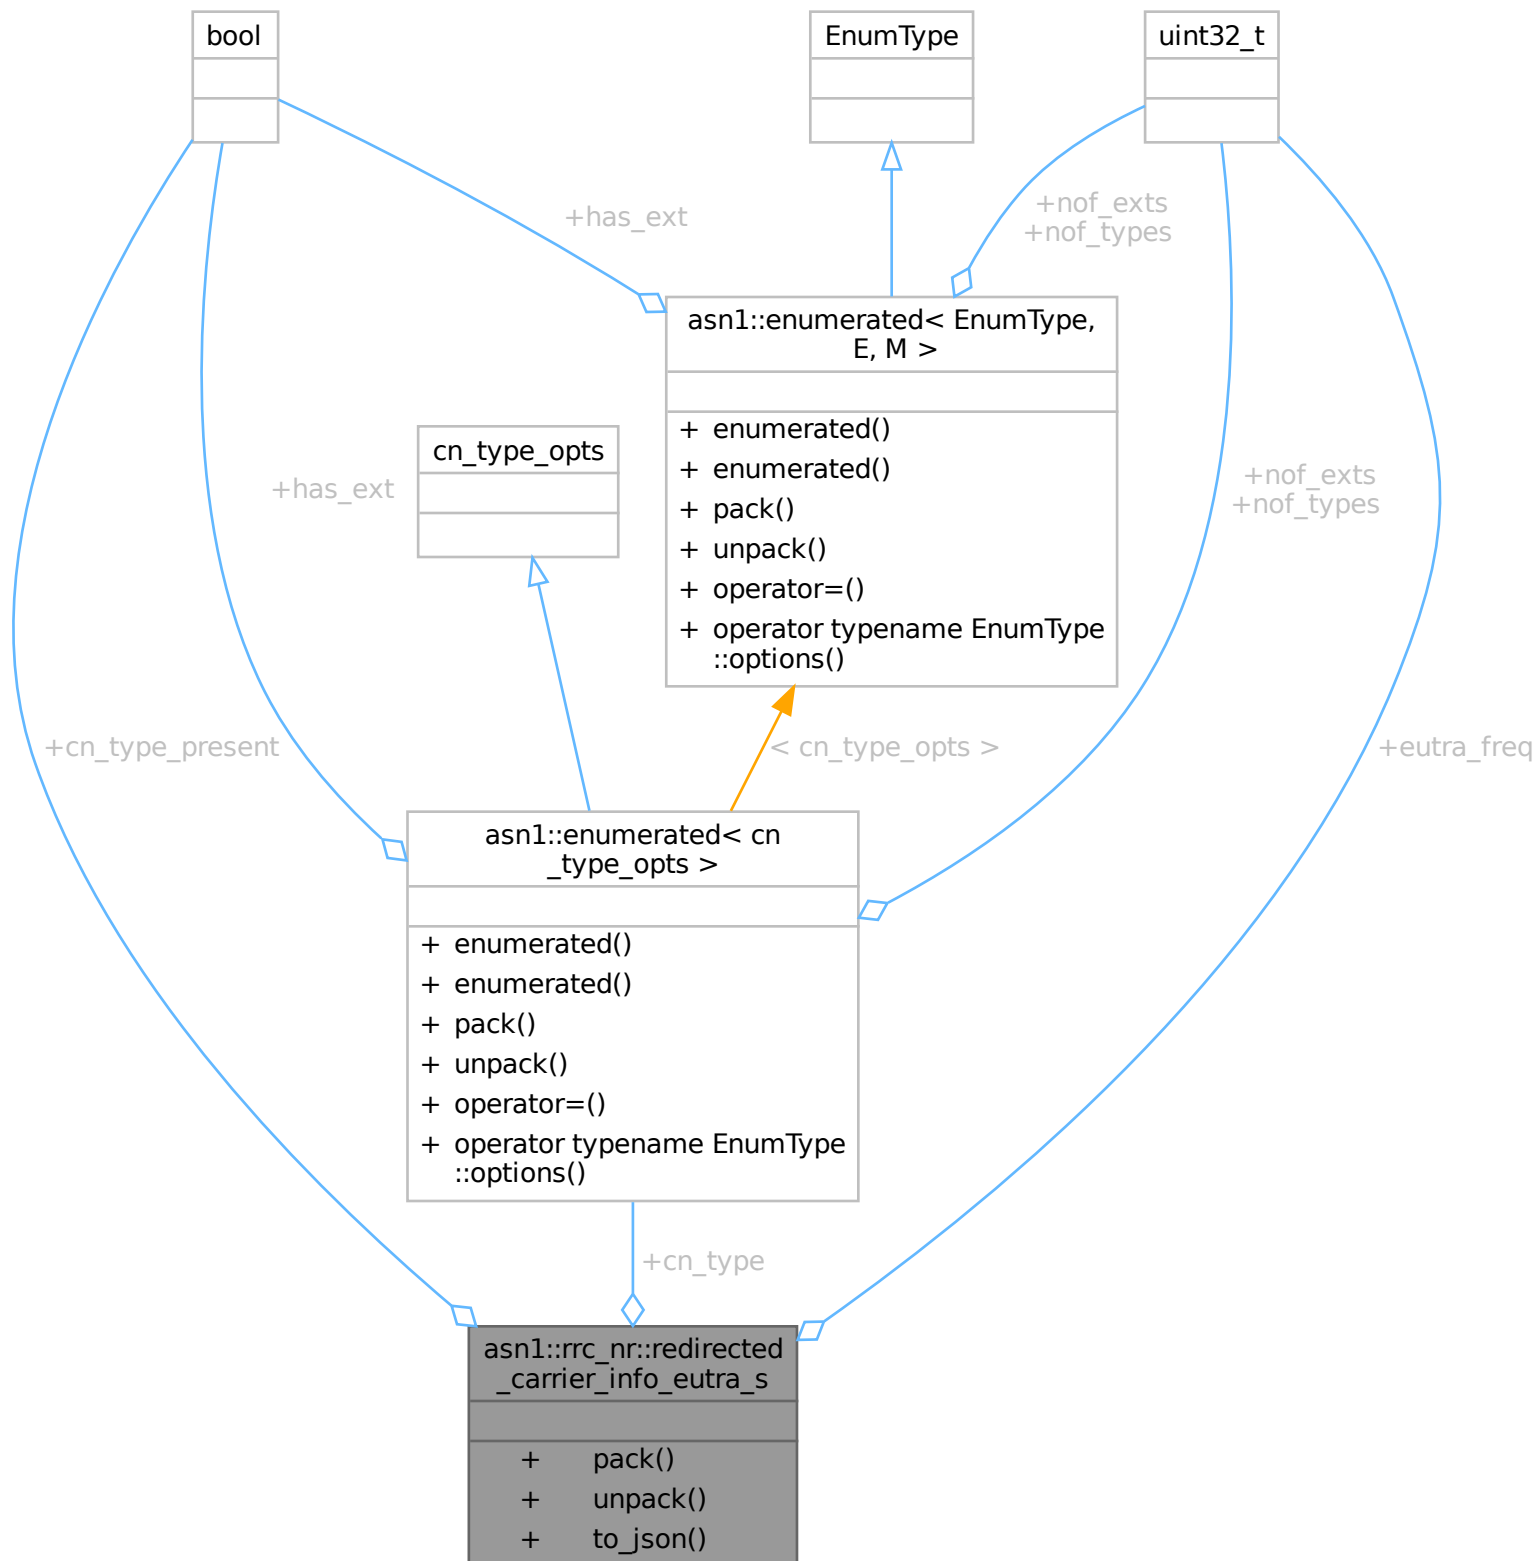 bool
EnumType
uint32_t
+has_ext
+nof_exts
+nof_types
asn1::enumerated< EnumType,
E, M >
+ enumerated()
+ enumerated()
+ pack()
+ unpack()
+ operator=()
+ operator typename EnumType
::options()
cn_type_opts
+has_ext
+nof_exts
+nof_types
+cn_type_present
< cn_type_opts >
+eutra_freq
asn1::enumerated< cn
_type_opts >
+ enumerated()
+ enumerated()
+ pack()
+ unpack()
+ operator=()
+ operator typename EnumType
::options()
+cn_type
asn1::rrc_nr::redirected
_carrier_info_eutra_s
+ pack()
+ unpack()
+ to_json()